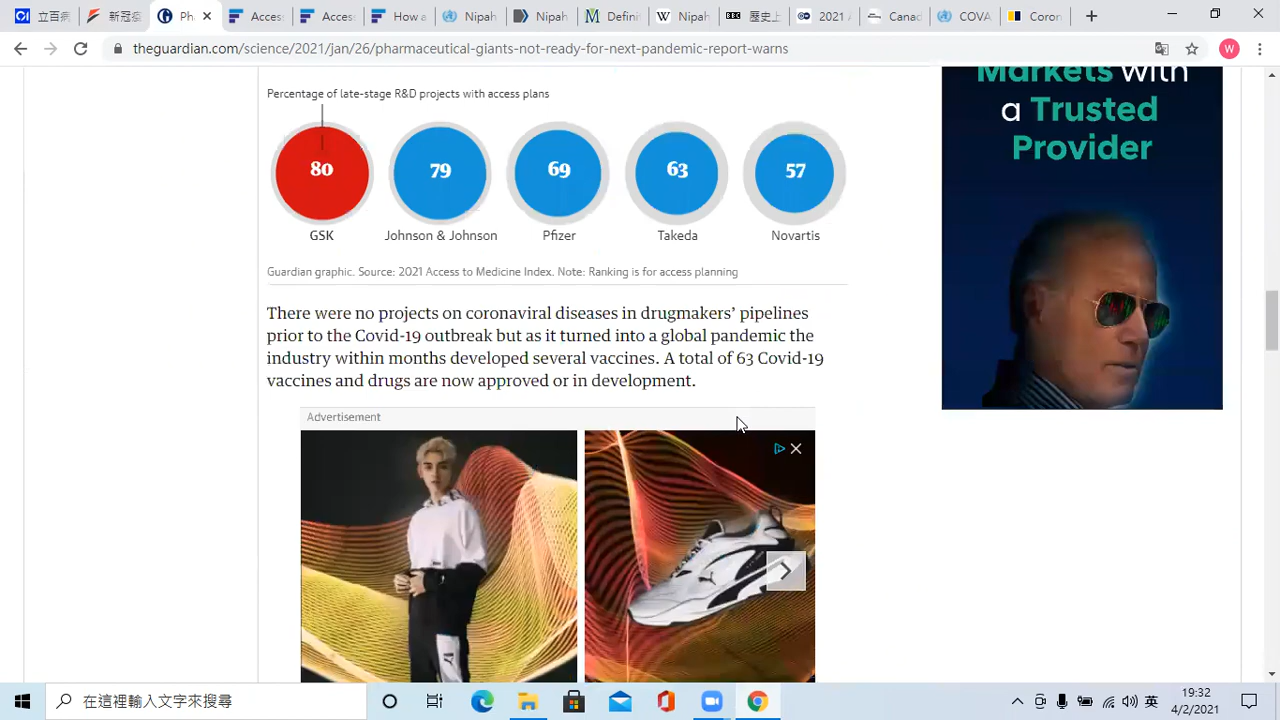 立百病
新冠疫
Pha
Access
Access
How a
Nipah
Nipah
Defini
Nipah
BBC
歷史上
2021 A
Canad
COVA
Coron
theguardian.com/science/2021/jan/26/pharmaceutical-giants-not-ready-for-next-pandemic-report-warns
W
Percentage of late-stage R&D projects with access plans
80 79 69 63 57
GSK Johnson & Johnson Pfizer Takeda Novartis
Guardian graphic. Source: 2021 Access to Medicine Index. Note: Ranking is for access planning
There were no projects on coronaviral diseases in drugmakers’ pipelines
prior to the Covid-19 outbreak but as it turned into a global pandemic the
industry within months developed several vaccines. A total of 63 Covid-19
vaccines and drugs are now approved or in development.
Advertisement
Markets with
a Trusted
Provider
在這裡輸入文字來搜尋
英
19:32
4/2/2021